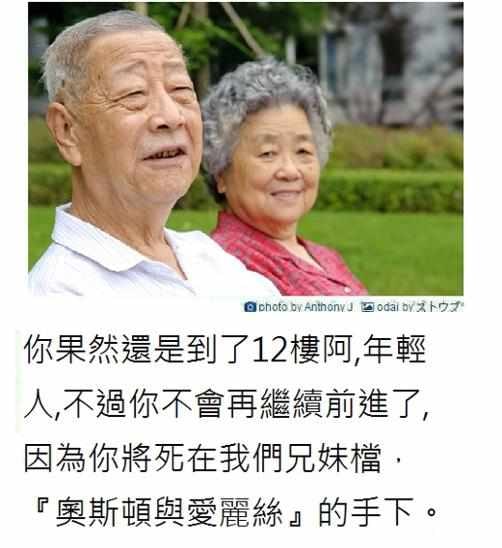 photo by Anthony J odai by ストウブ
你果然還是到了12樓阿,年輕
人,不過你不會再繼續前進了,
因為你將死在我們兄妹檔，
『奧斯頓與愛麗絲』的手下。